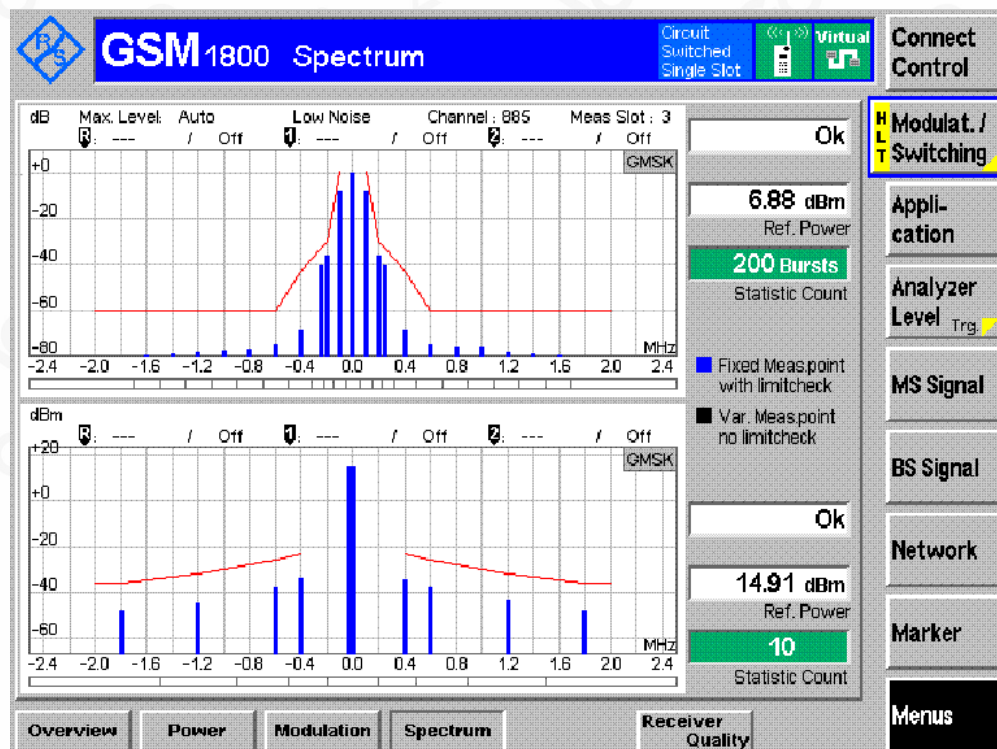 R/S
GSM 1800 Spectrum
Circuit
Switched
Single Slot
Virtual
Connect
Control
dB Max. Level: Auto Low Noise Channel : 885 Meas Slot : 3
R : --- / Off 1 : --- / Off 2 : --- / Off
GMSK
+0
-20
-40
-60
-80
MHz
-2.4 -2.0 -1.6 -1.2 -0.8 -0.4 0.0 0.4 0.8 1.2 1.6 2.0 2.4
Ok
6.88 dBm
Ref. Power
200 Bursts
Statistic Count
Fixed Meas.point
with limitcheck
Var. Meas.point
no limitcheck
dBm
R : --- / Off 1 : --- / Off 2 : --- / Off
GMSK
+20
+0
-20
-40
-60
MHz
-2.4 -2.0 -1.6 -1.2 -0.8 -0.4 0.0 0.4 0.8 1.2 1.6 2.0 2.4
Ok
14.91 dBm
Ref. Power
10
Statistic Count
HLT
Modulat. /
Switching
Appli-
cation
Analyzer
Level Trg.
MS Signal
BS Signal
Network
Marker
Menus
Overview
Power
Modulation
Spectrum
Receiver
Quality